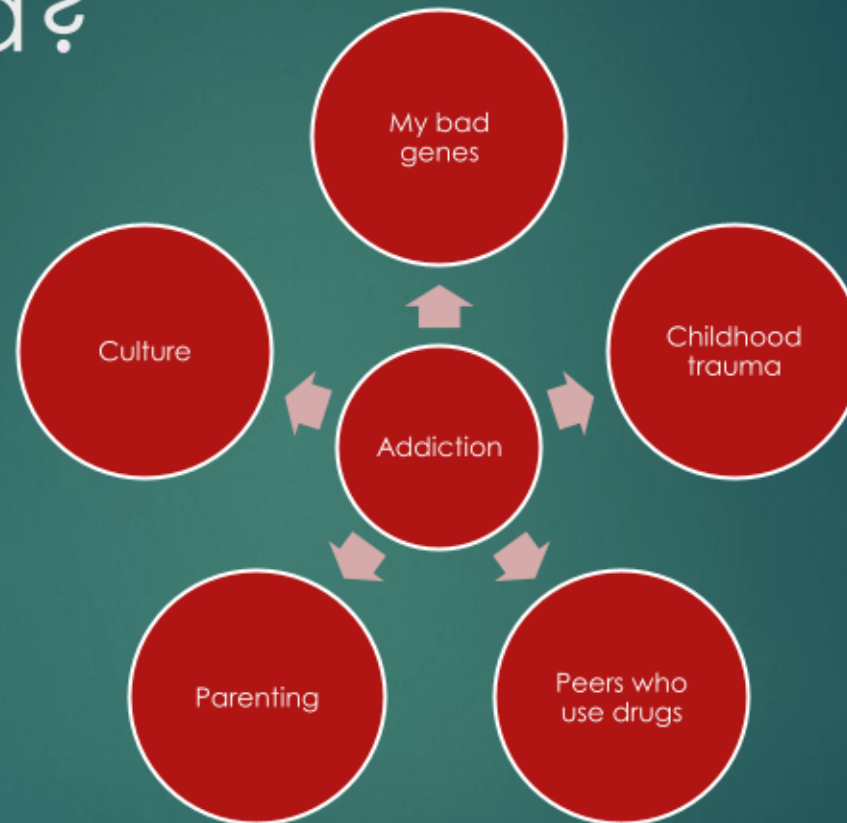 My bad
genes
Culture
Childhood
trauma
Addiction
Parenting
Peers who
use drugs